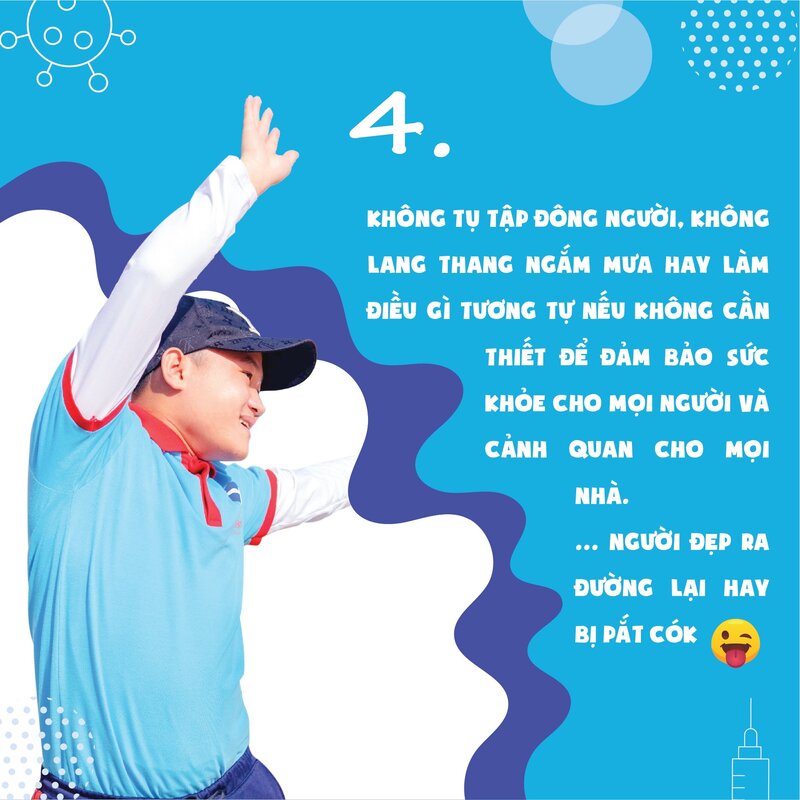 4.
KHÔNG TỤ TẬP ĐÔNG NGƯỜI, KHÔNG
LANG THANG NGẮM MƯA HAY LÀM
ĐIỀU GÌ TƯƠNG TỰ NẾU KHÔNG CẦN
THIẾT ĐỂ ĐẢM BẢO SỨC
KHỎE CHO MỌI NGƯỜI VÀ
CẢNH QUAN CHO MỌI
NHÀ.
... NGƯỜI ĐẸP RA
ĐƯỜNG LẠI HAY
BỊ PẮT CÓK 😜